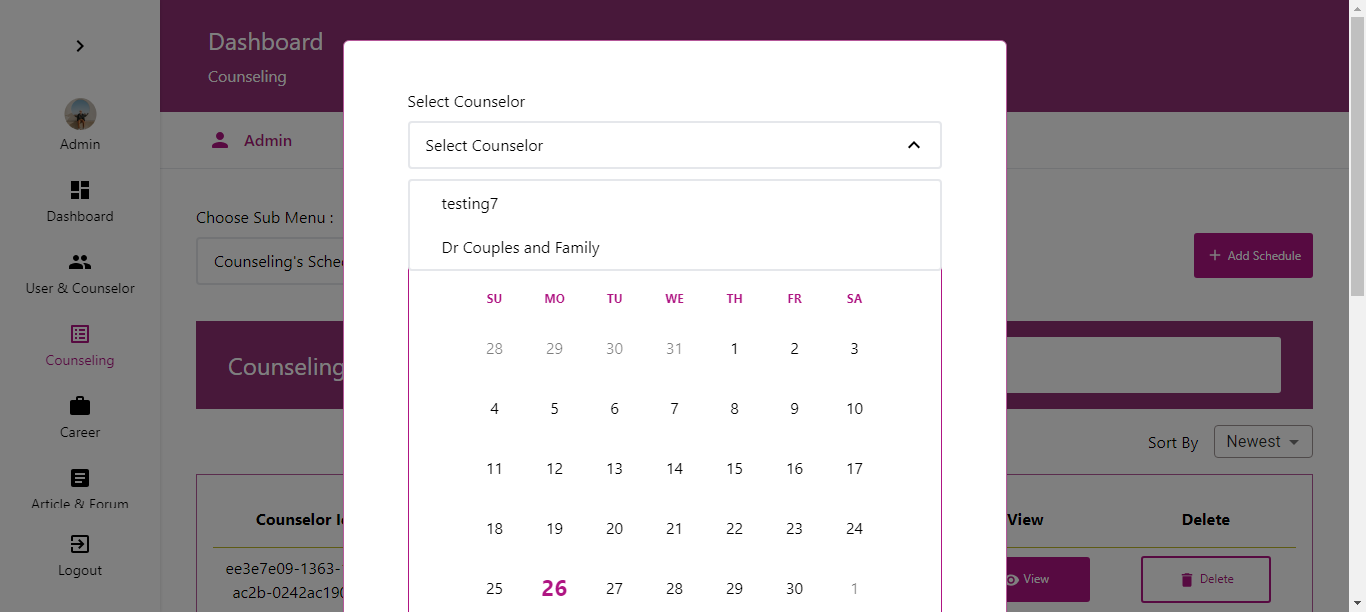 Dashboard
Counseling
Admin
Admin
Dashboard
User & Counselor
Counseling
Career
Article & Forum
Logout
Choose Sub Menu :
Counseling's
+ Add Schedule
Counseling
Sort By Newest
Counselor View Delete
ee3e7e09-1363-
ac2b-0242ac190
View Delete
Select Counselor
Select Counselor
testing7
Dr Couples and Family
SU MO TU WE TH FR SA
28 29 30 31 1 2 3
4 5 6 7 8 9 10
11 12 13 14 15 16 17
18 19 20 21 22 23 24
25 26 27 28 29 30 1